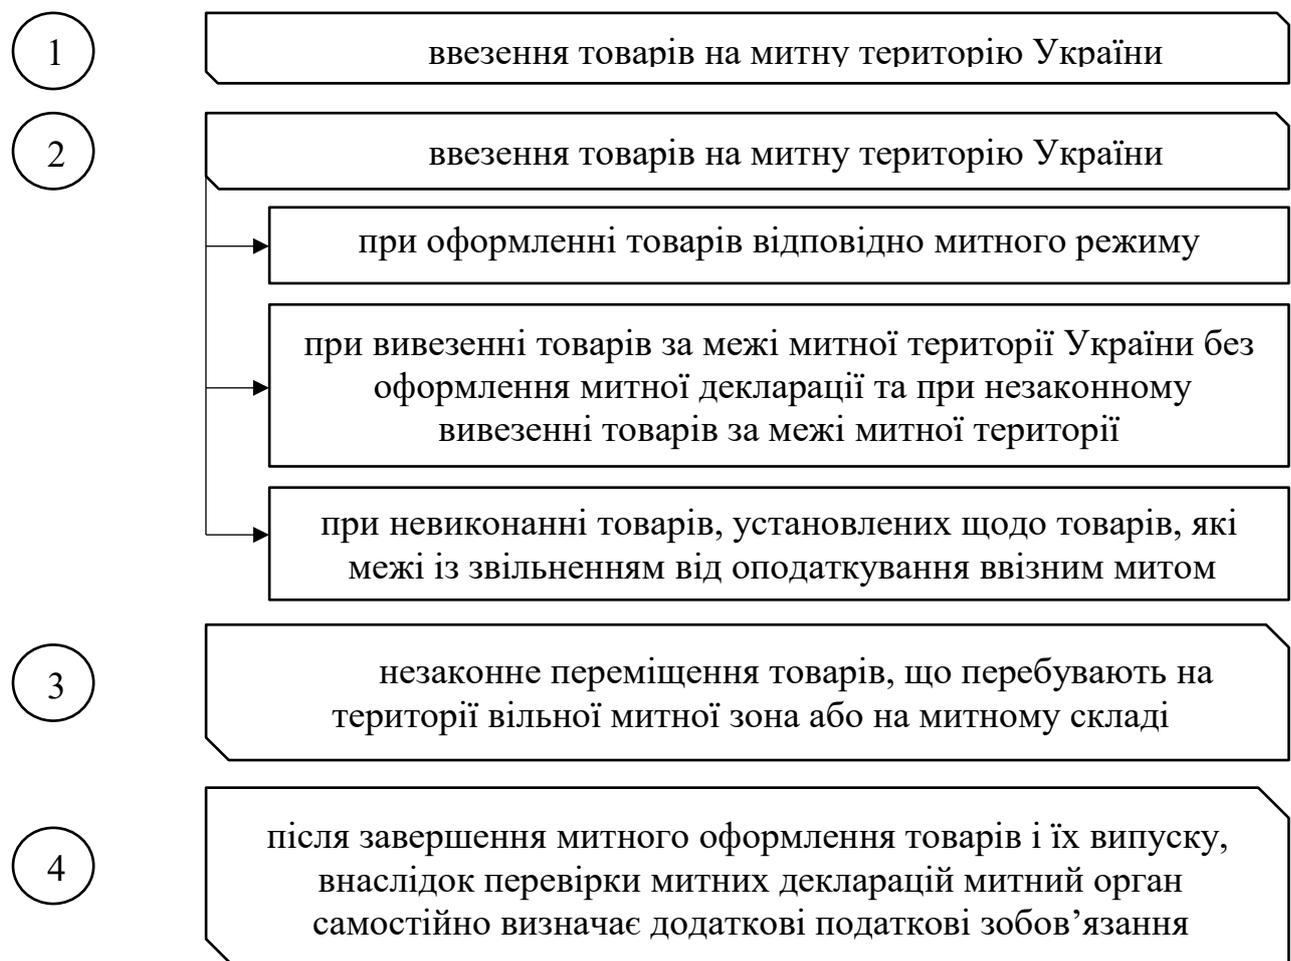 1
ввезення товарів на митну територію України
2
ввезення товарів на митну територію України
при оформленні товарів відповідно митного режиму
при вивезенні товарів за межі митної території України без
оформлення митної декларації та при незаконному
вивезенні товарів за межі митної території
при невиконанні товарів, установлених щодо товарів, які
межі із звільненням від оподаткування ввізним митом
3
незаконне переміщення товарів, що перебувають на
території вільної митної зона або на митному складі
4
після завершення митного оформлення товарів і їх випуску,
внаслідок перевірки митних декларацій митний орган
самостійно визначає додаткові податкові зобов’язання